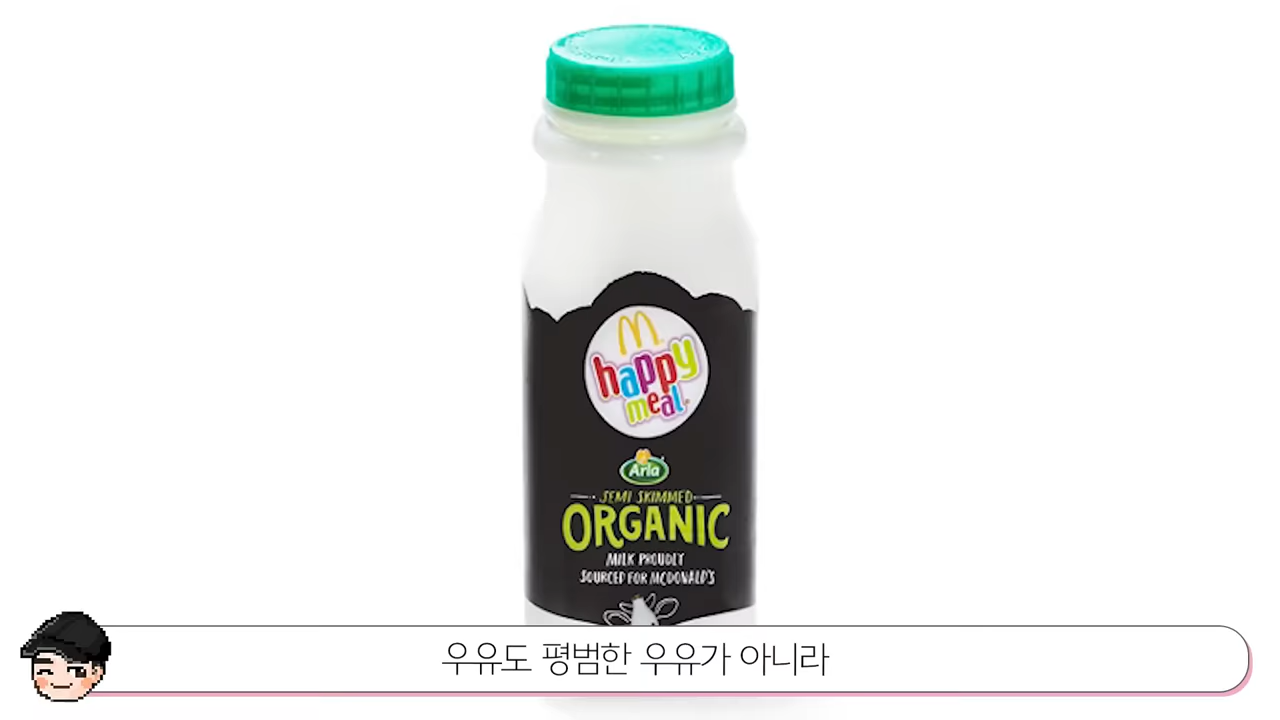 happy
meal
Arla
SEMI SKIMMED
ORGANIC
MILK PROUDLY
SOURCED FOR MCDONALD'S
우유도 평범한 우유가 아니라